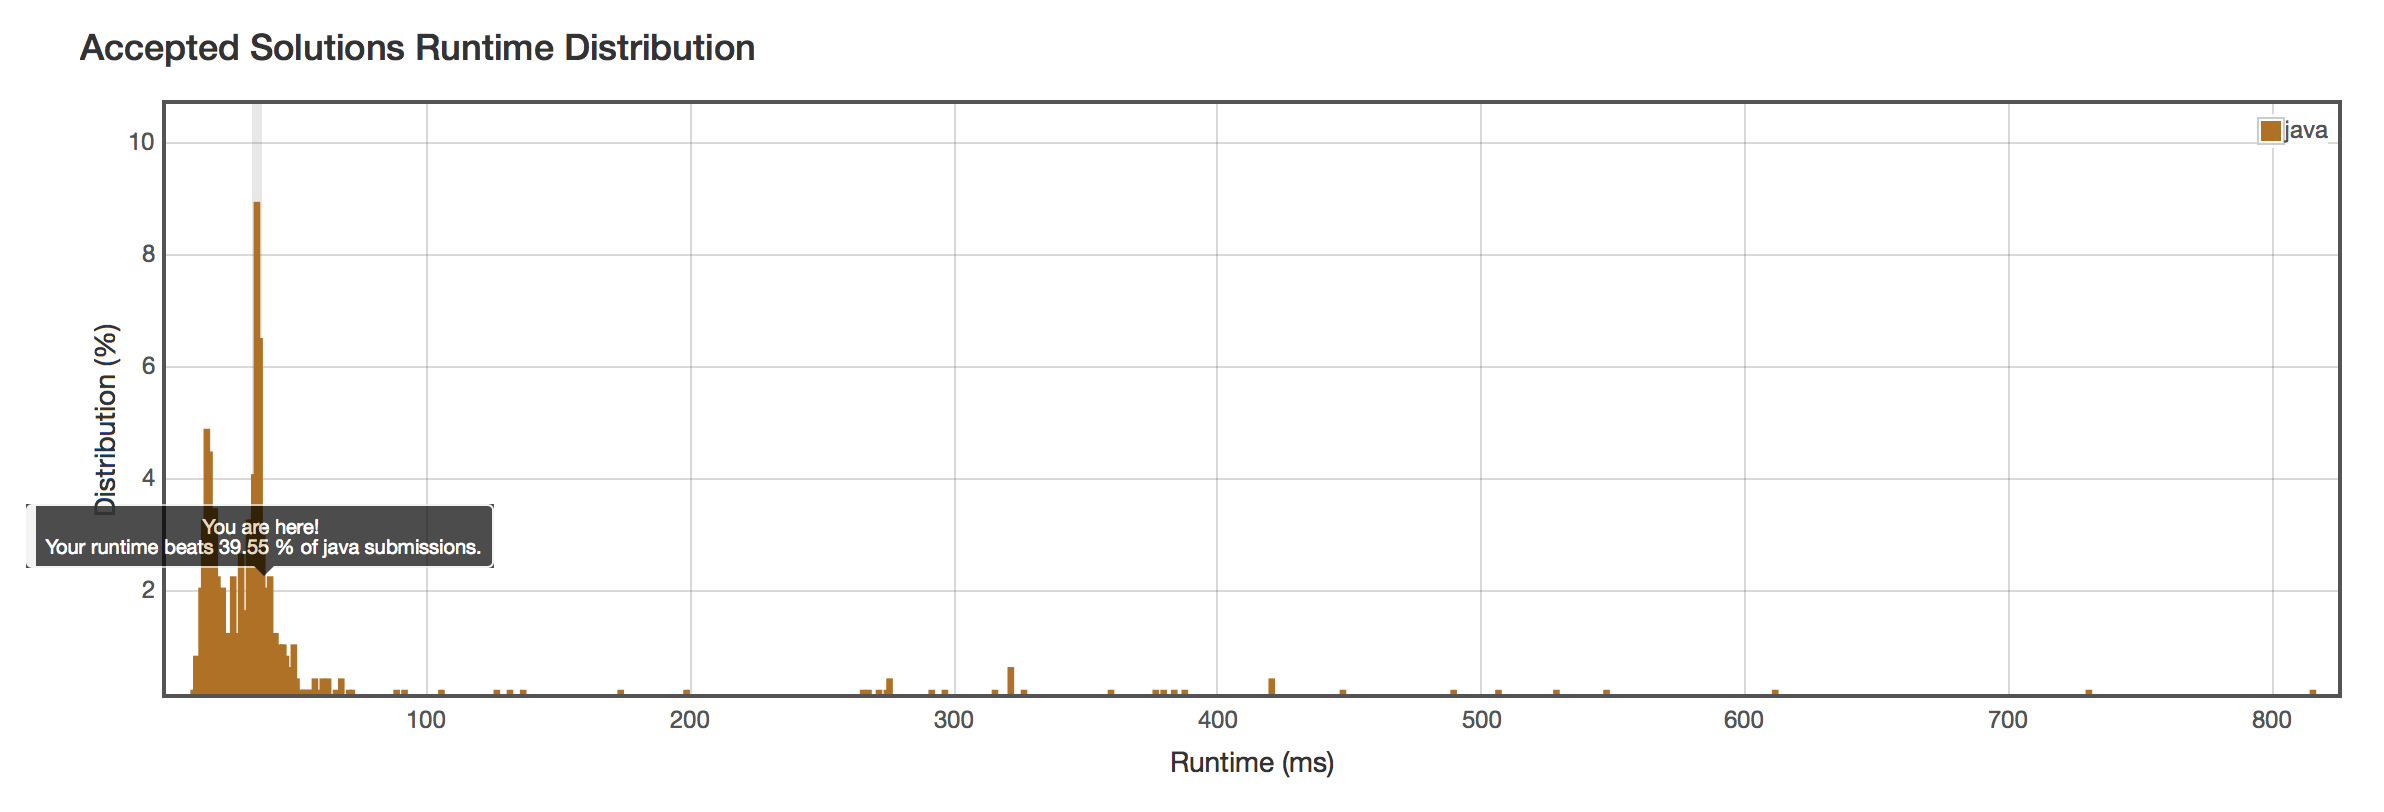 Accepted Solutions Runtime Distribution
java
Distribution (%)
10
8
6
4
2
You are here!
Your runtime beats 39.55 % of java submissions.
100
200
300
400
500
600
700
800
Runtime (ms)